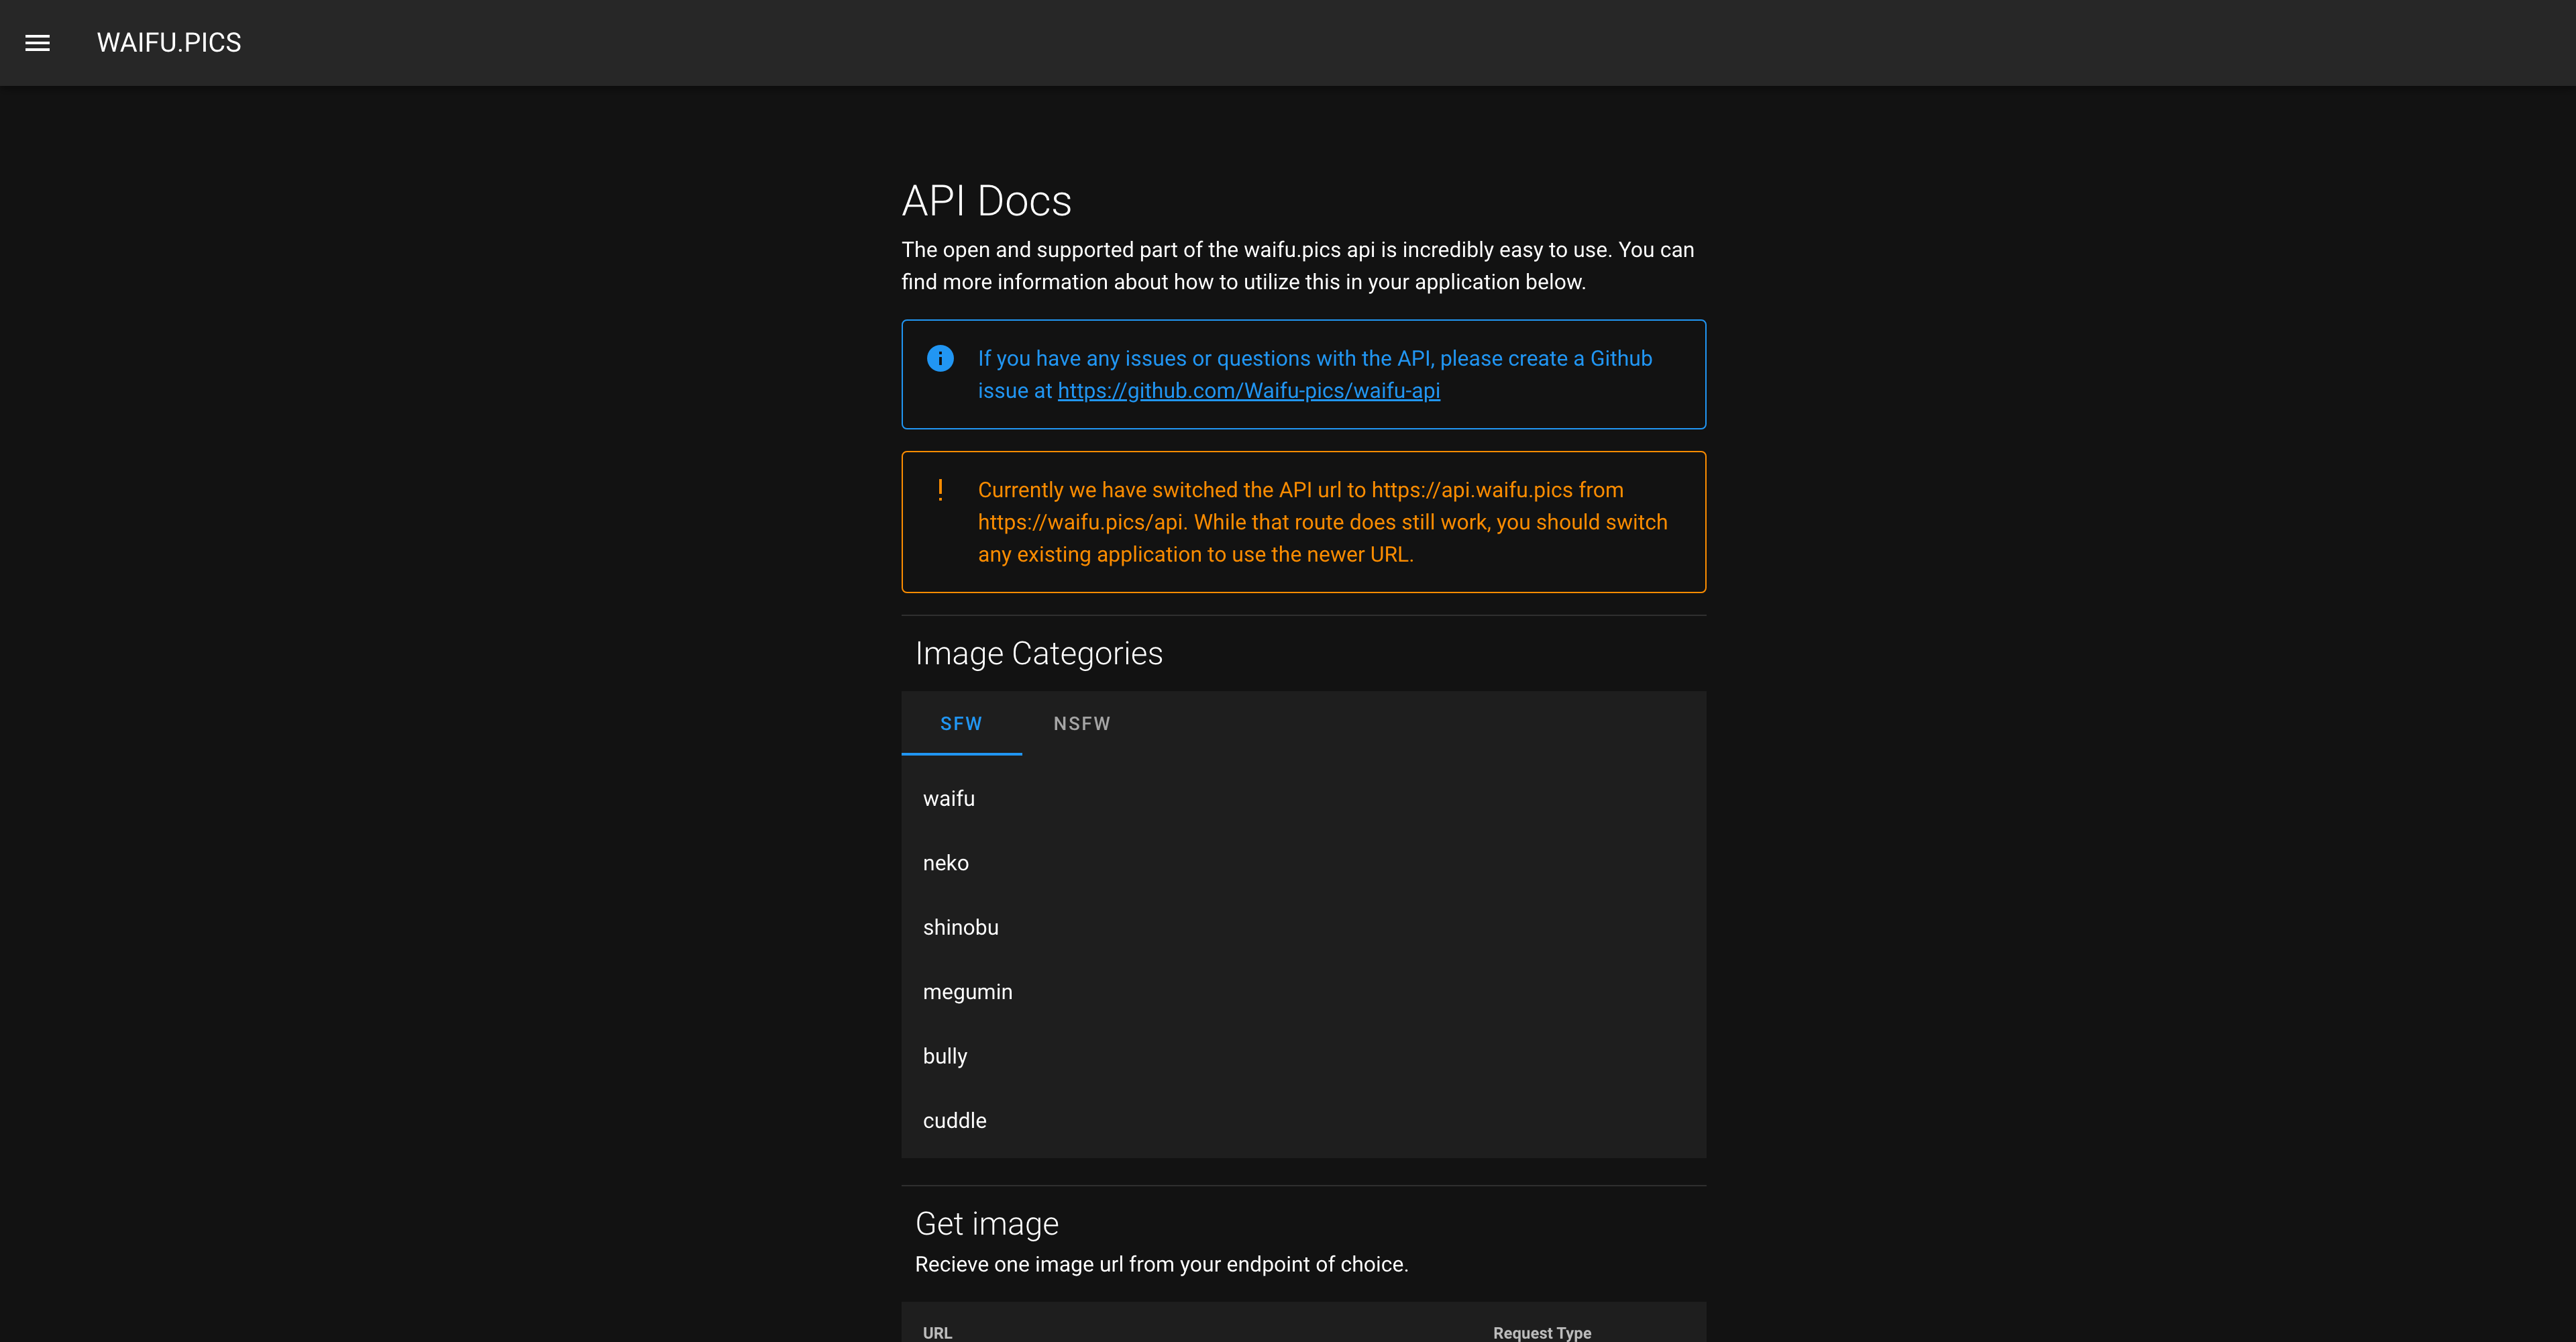 WAIFU.PICS
API Docs
The open and supported part of the waifu.pics api is incredibly easy to use. You can
find more information about how to utilize this in your application below.
If you have any issues or questions with the API, please create a Github
issue at https://github.com/Waifu-pics/waifu-api
! Currently we have switched the API url to https://api.waifu.pics from
https://waifu.pics/api. While that route does still work, you should switch
any existing application to use the newer URL.
Image Categories
SFW NSFW
waifu
neko
shinobu
megumin
bully
cuddle
Get image
Recieve one image url from your endpoint of choice.
URL Request Type